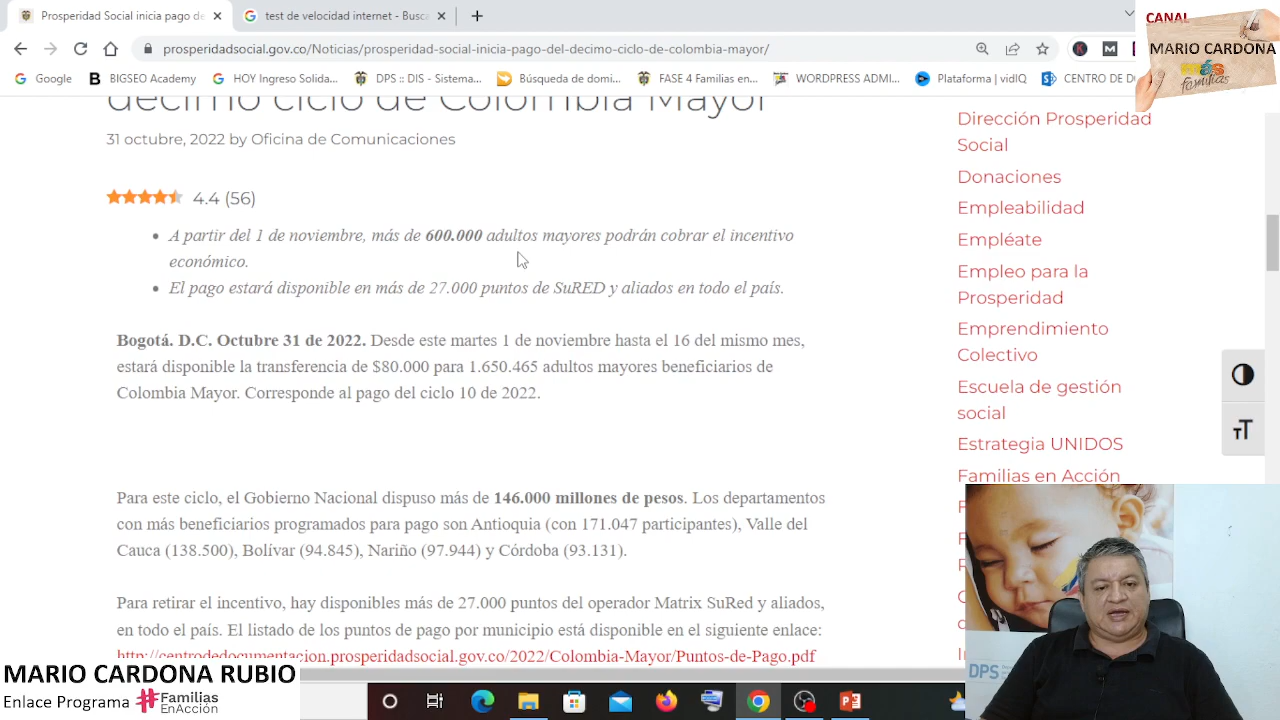 Prosperidad Social inicia pago de
test de velocidad internet - Busca
prosperidadsocial.gov.co/Noticias/prosperidad-social-inicia-pago-del-decimo-ciclo-de-colombia-mayor/
Google
BIGSEO Academy
HOY Ingreso Solida...
DPS :: DIS - Sistema...
Búsqueda de domi...
FASE 4 Familias en...
WORDPRESS ADMI...
Plataforma | vidIQ
CENTRO DE
CANAL
MARIO CARDONA
más
familias
décimo ciclo de Colombia Mayor
31 octubre, 2022 by Oficina de Comunicaciones
4.4 (56)
• A partir del 1 de noviembre, más de 600.000 adultos mayores podrán cobrar el incentivo
económico.
• El pago estará disponible en más de 27.000 puntos de SuRED y aliados en todo el país.
Bogotá. D.C. Octubre 31 de 2022. Desde este martes 1 de noviembre hasta el 16 del mismo mes,
estará disponible la transferencia de $80.000 para 1.650.465 adultos mayores beneficiarios de
Colombia Mayor. Corresponde al pago del ciclo 10 de 2022.
Para este ciclo, el Gobierno Nacional dispuso más de 146.000 millones de pesos. Los departamentos
con más beneficiarios programados para pago son Antioquia (con 171.047 participantes), Valle del
Cauca (138.500), Bolívar (94.845), Nariño (97.944) y Córdoba (93.131).
Para retirar el incentivo, hay disponibles más de 27.000 puntos del operador Matrix SuRed y aliados,
en todo el país. El listado de los puntos de pago por municipio está disponible en el siguiente enlace:
http://centrodedocumentacion.prosperidadsocial.gov.co/2022/Colombia-Mayor/Puntos-de-Pago.pdf
Dirección Prosperidad
Social
Donaciones
Empleabilidad
Empléate
Empleo para la
Prosperidad
Emprendimiento
Colectivo
Escuela de gestión
social
Estrategia UNIDOS
Familias en Acción
DPS
MARIO CARDONA RUBIO
Enlace Programa
Familias
EnAcción